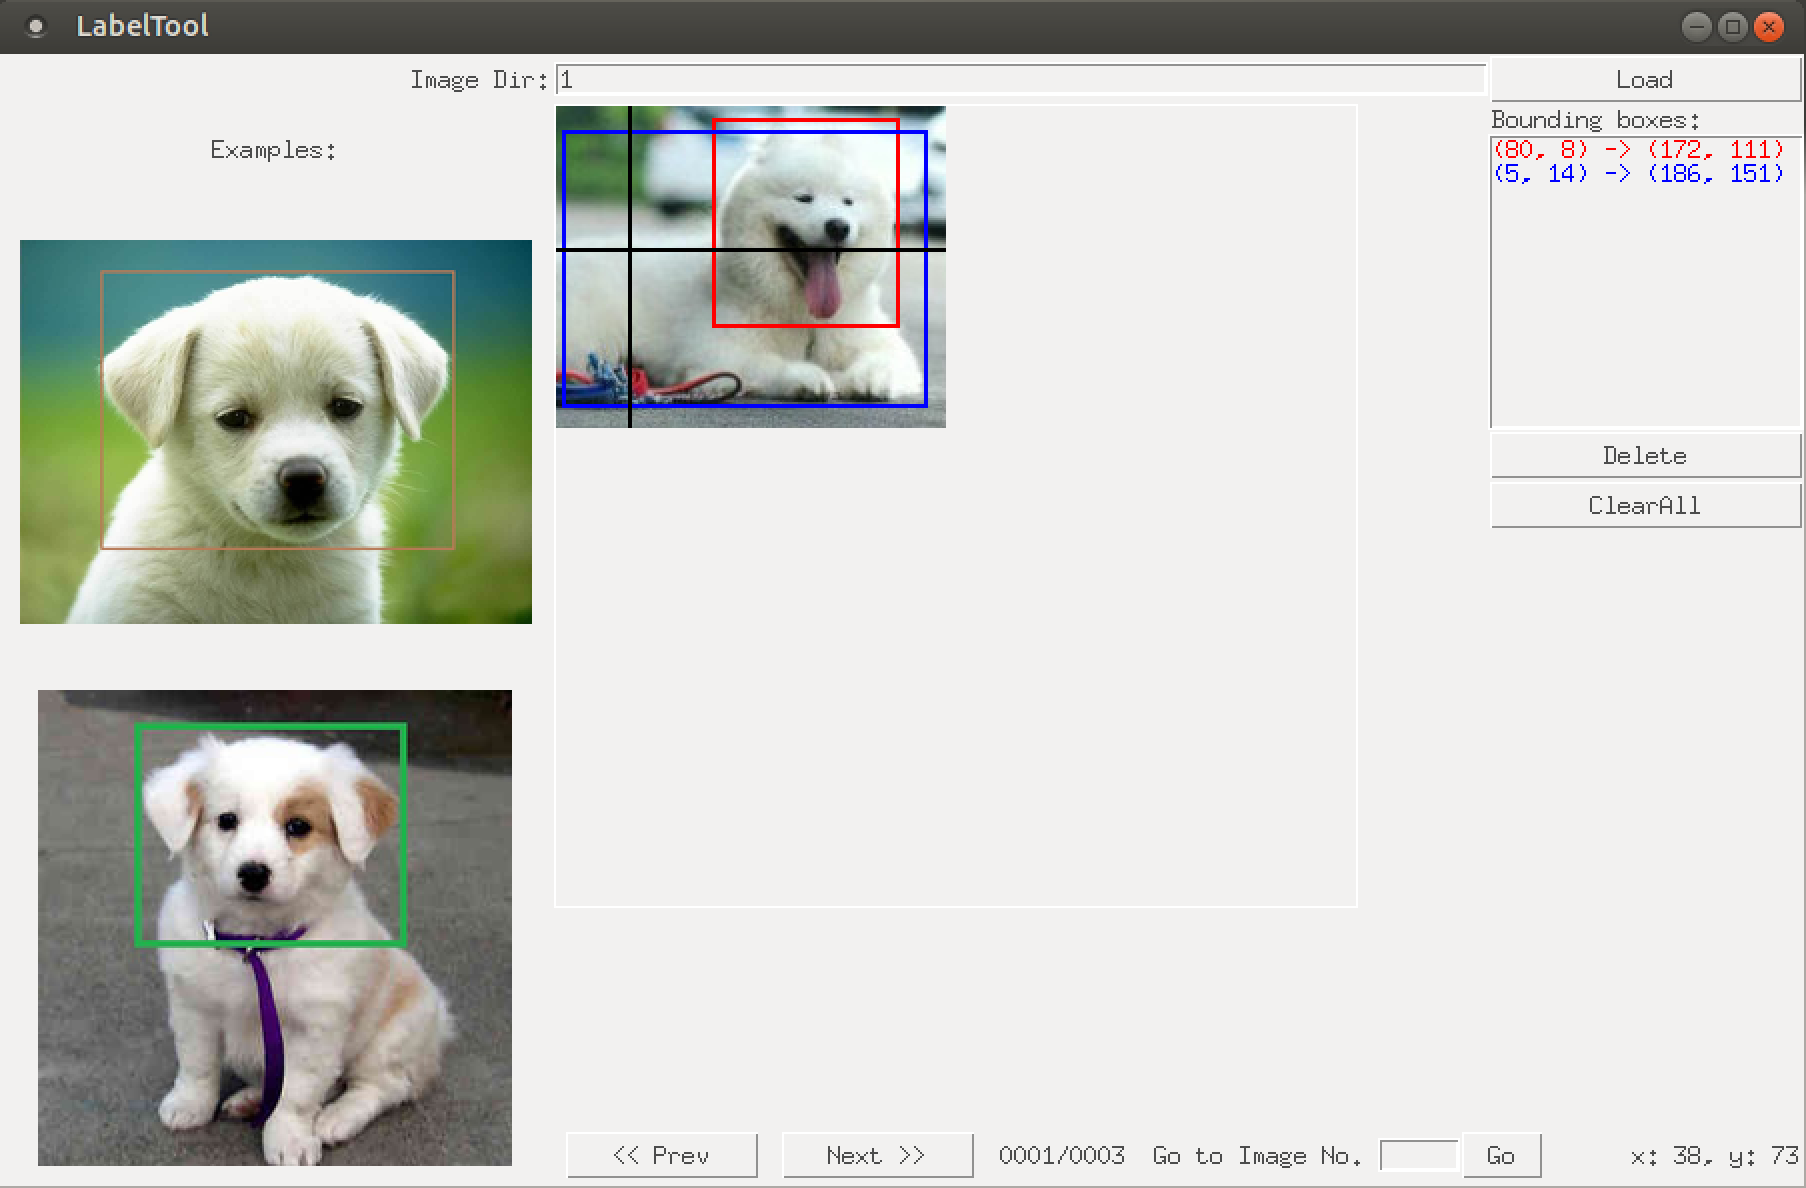 LabelTool
Image Dir: 1
Load
Examples:
Bounding boxes:
(80, 8) -> (172, 111)
(5, 14) -> (186, 151)
Delete
ClearAll
<< Prev
Next >>
0001/0003
Go to Image No.
Go
x: 38, y: 73